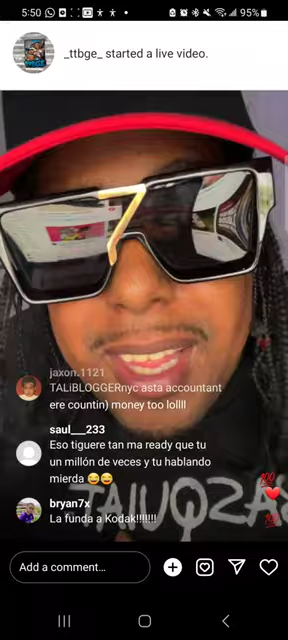 5:50
95%
_ttbge_ started a live video.
jaxon.1121
TALiBLOGGERnyc asta accountant
ere countin) money too lollll
saul___233
Eso tiguere tan ma ready que tu
un millón de veces y tu hablando
mierda 😂😂
bryan7x
La funda a Kodak!!!!!!!
💯
💯
Add a comment…